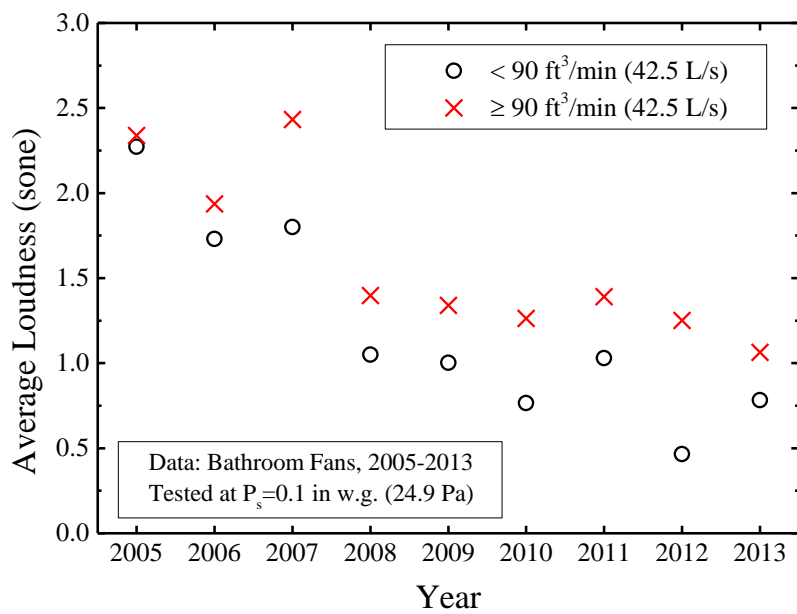 3.0
2.5
2.0
1.5
1.0
0.5
0.0
Average Loudness (sone)
< 90 ft³/min (42.5 L/s)
≥ 90 ft³/min (42.5 L/s)
Data: Bathroom Fans, 2005-2013
Tested at Pₛ=0.1 in w.g. (24.9 Pa)
2005 2006 2007 2008 2009 2010 2011 2012 2013
Year